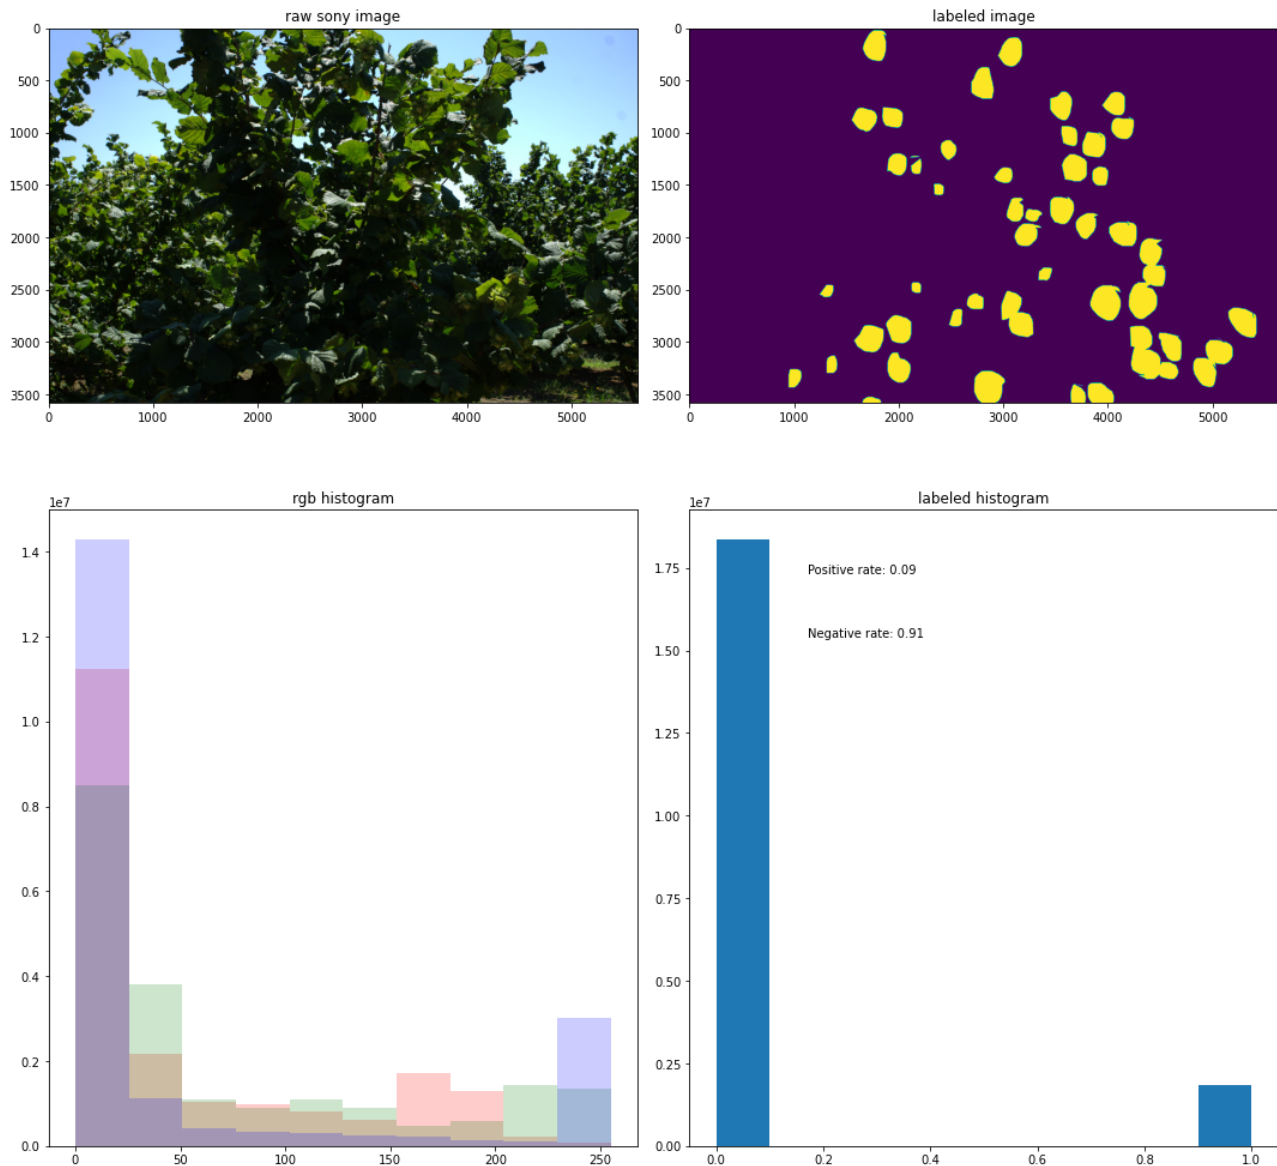 raw sony image
0
500
1000
1500
2000
2500
3000
3500
0 1000 2000 3000 4000 5000
labeled image
0
500
1000
1500
2000
2500
3000
3500
0 1000 2000 3000 4000 5000
rgb histogram
1e7
1.4
1.2
1.0
0.8
0.6
0.4
0.2
0.0
0 50 100 150 200 250
labeled histogram
1e7
1.75
1.50
1.25
1.00
0.75
0.50
0.25
0.00
Positive rate: 0.09
Negative rate: 0.91
0.0 0.2 0.4 0.6 0.8 1.0